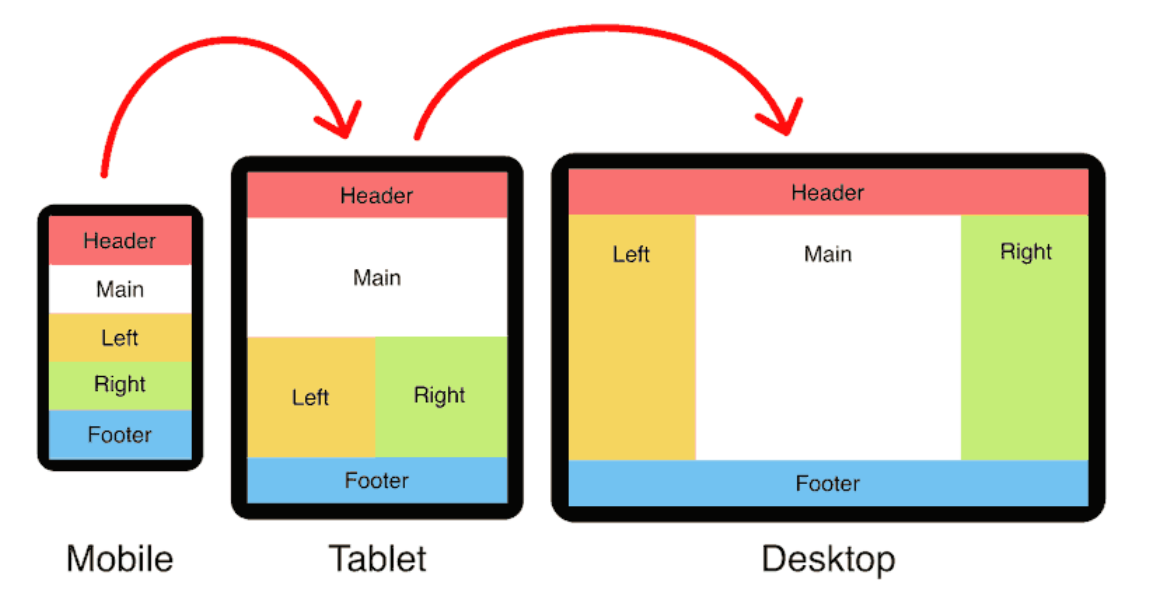 Header
Main
Left
Right
Footer
Mobile
Header
Main
Left
Right
Footer
Tablet
Header
Left
Main
Right
Footer
Desktop